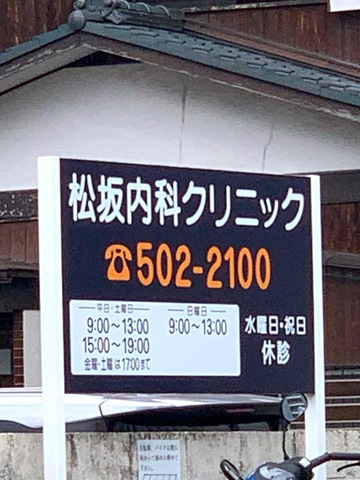 松坂内科クリニック
☎502-2100
平日・土曜日
9:00〜13:00
15:00〜19:00
金曜・土曜は17:00まで
日曜日
9:00〜13:00
水曜日・祝日
休診